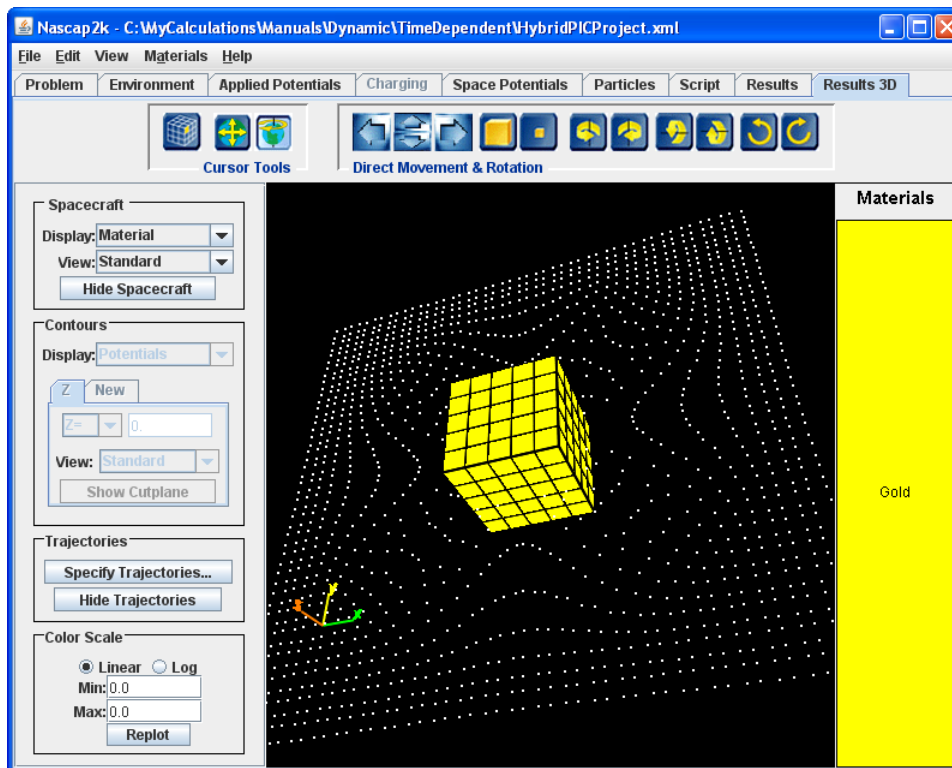 Nascap2k - C:\MyCalculations\Manuals\Dynamic\TimeDependent\HybridPICProject.xml
File Edit View Materials Help
Problem Environment Applied Potentials Charging Space Potentials Particles Script Results Results 3D
Cursor Tools Direct Movement & Rotation
Spacecraft
Display: Material
View: Standard
Hide Spacecraft
Contours
Display: Potentials
Z New
Z= 0.
View: Standard
Show Cutplane
Trajectories
Specify Trajectories...
Hide Trajectories
Color Scale
Linear Log
Min: 0.0
Max: 0.0
Replot
z y x
Materials
Gold